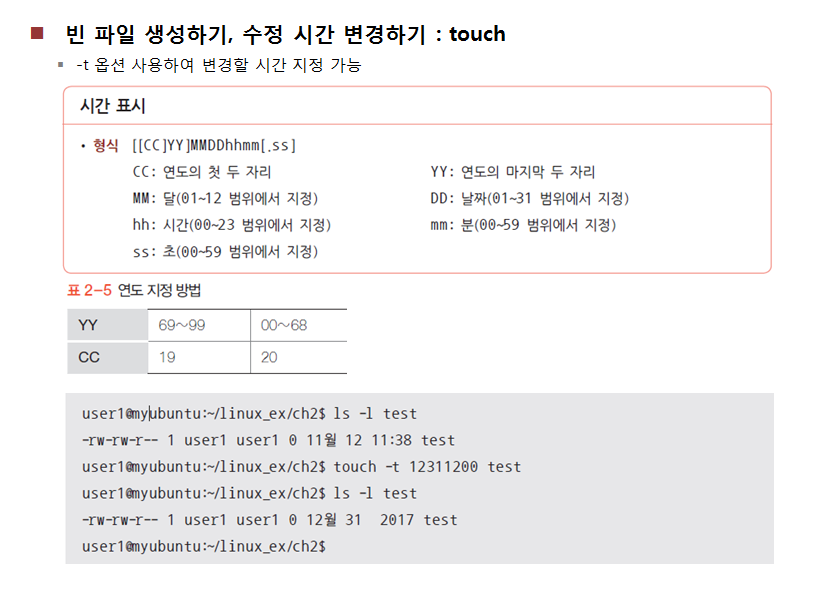 빈 파일 생성하기, 수정 시간 변경하기 : touch
-t 옵션 사용하여 변경할 시간 지정 가능
시간 표시
• 형식 [[CC]YY]MMDDhhmm[.ss]
CC: 연도의 첫 두 자리 YY: 연도의 마지막 두 자리
MM: 달(01~12 범위에서 지정) DD: 날짜(01~31 범위에서 지정)
hh: 시간(00~23 범위에서 지정) mm: 분(00~59 범위에서 지정)
ss: 초(00~59 범위에서 지정)
표 2-5 연도 지정 방법
YY 69~99 00~68
CC 19 20
user1@myubuntu:~/linux_ex/ch2$ ls -l test
-rw-rw-r-- 1 user1 user1 0 11월 12 11:38 test
user1@myubuntu:~/linux_ex/ch2$ touch -t 12311200 test
user1@myubuntu:~/linux_ex/ch2$ ls -l test
-rw-rw-r-- 1 user1 user1 0 12월 31  2017 test
user1@myubuntu:~/linux_ex/ch2$